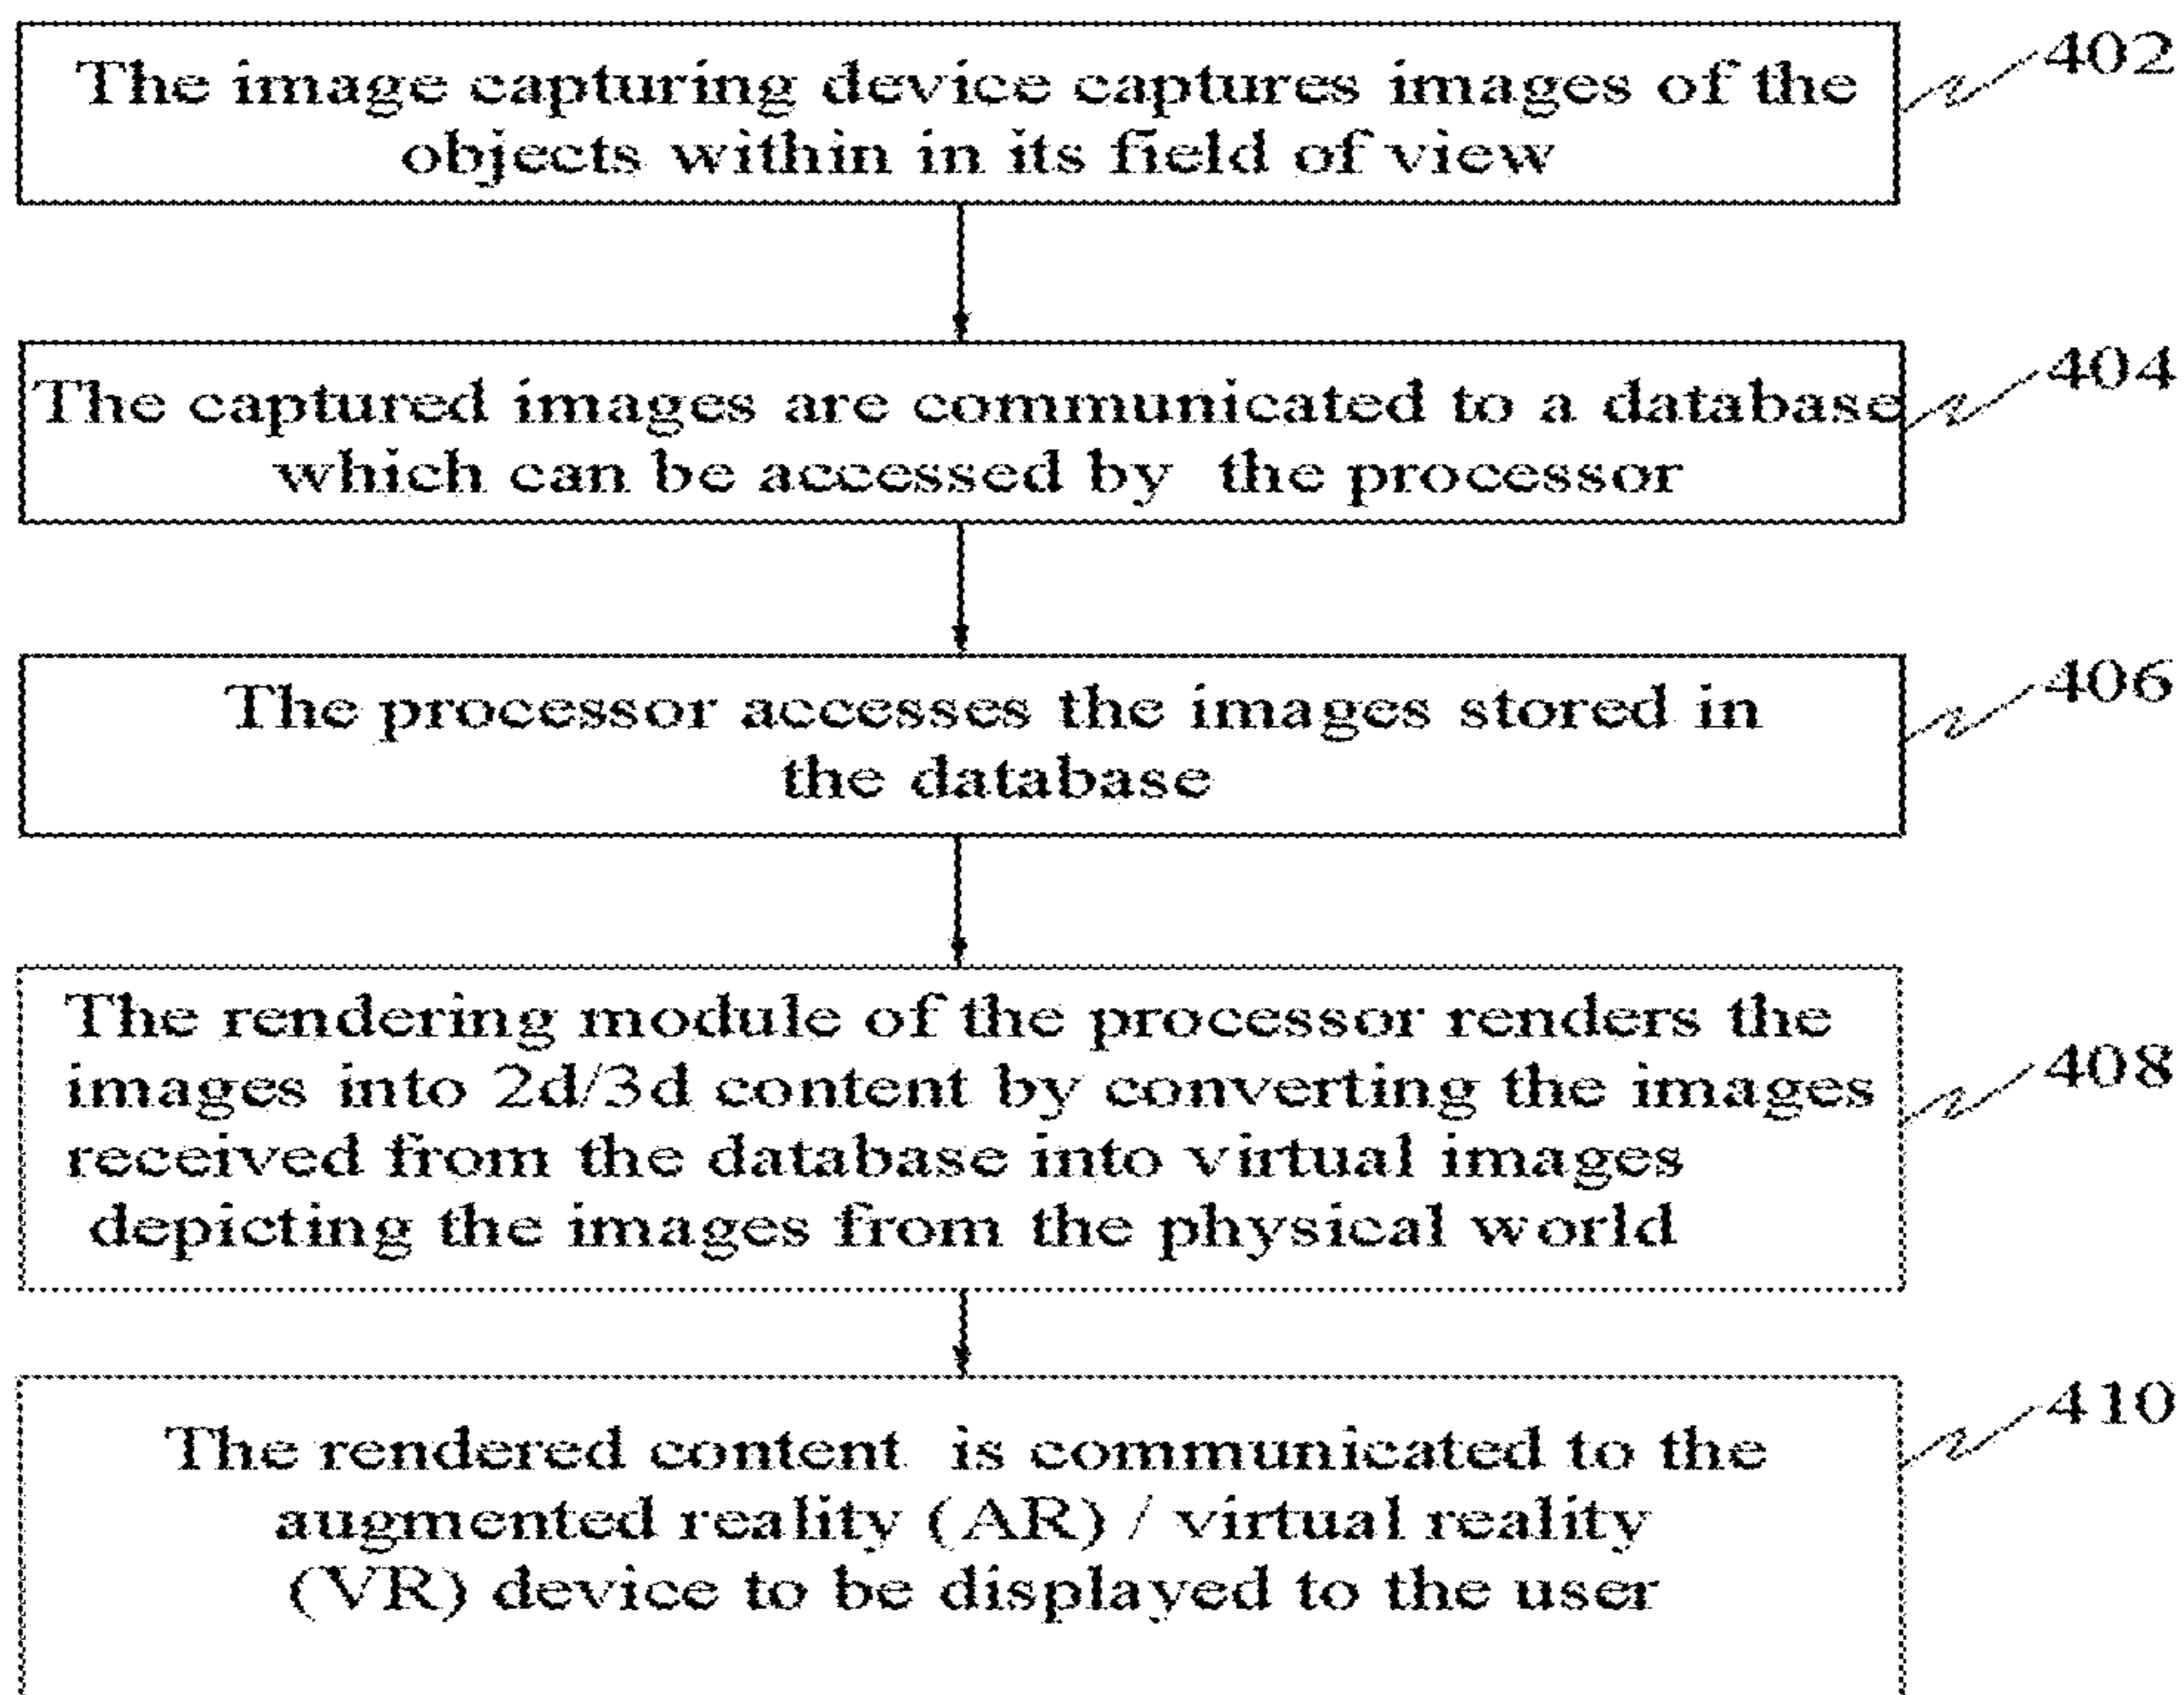 The image capturing device captures images of the
objects within in its field of view
402
The captured images are communicated to a database
which can be accessed by the processor
404
The processor accesses the images stored in
the database
406
The rendering module of the processor renders the
images into 2d/3d content by converting the images
received from the database into virtual images
depicting the images from the physical world
408
The rendered content is communicated to the
augmented reality (AR) / virtual reality
(VR) device to be displayed to the user
410